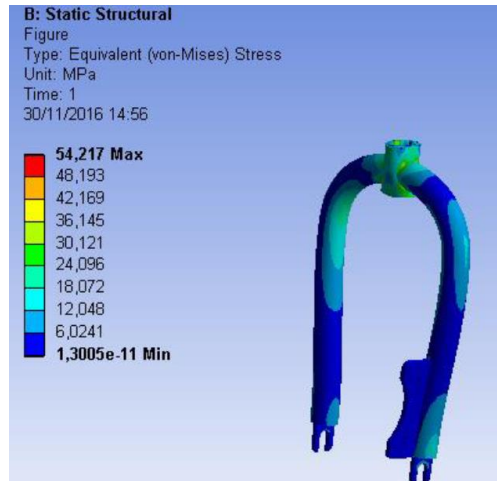 B: Static Structural
Figure
Type: Equivalent (von-Mises) Stress
Unit: MPa
Time: 1
30/11/2016 14:56
54,217 Max
48,193
42,169
36,145
30,121
24,096
18,072
12,048
6,0241
1,3005e-11 Min